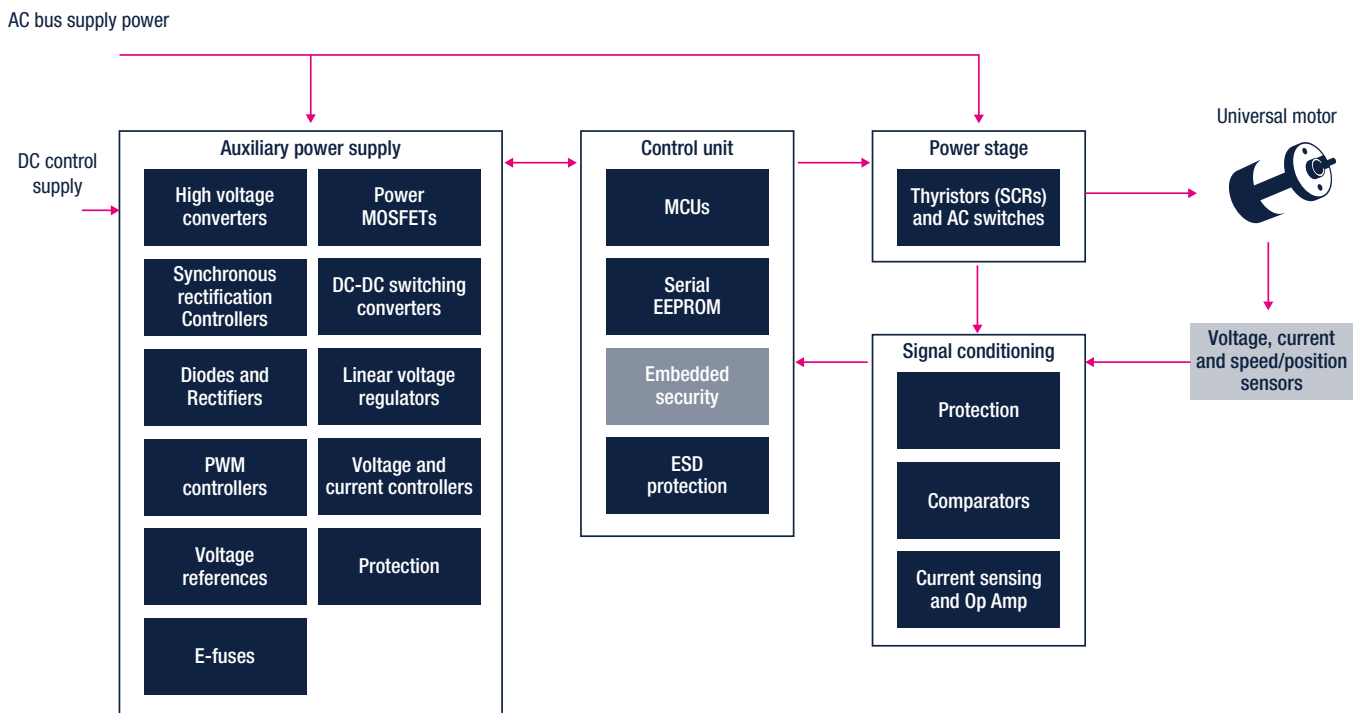 AC bus supply power
DC control
supply
Auxiliary power supply
High voltage
converters
Power
MOSFETs
Synchronous
rectification
Controllers
DC-DC switching
converters
Diodes and
Rectifiers
Linear voltage
regulators
PWM
controllers
Voltage and
current controllers
Voltage
references
Protection
E-fuses
Control unit
MCUs
Serial
EEPROM
Embedded
security
ESD
protection
Power stage
Thyristors (SCRs)
and AC switches
Signal conditioning
Protection
Comparators
Current sensing
and Op Amp
Universal motor
Voltage, current
and speed/position
sensors